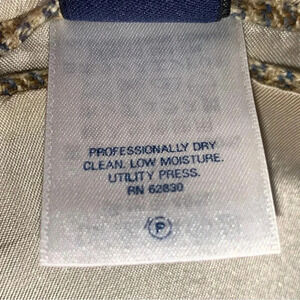 PROFESSIONALLY DRY
CLEAN. LOW MOISTURE.
UTILITY PRESS.
RN 62830
P